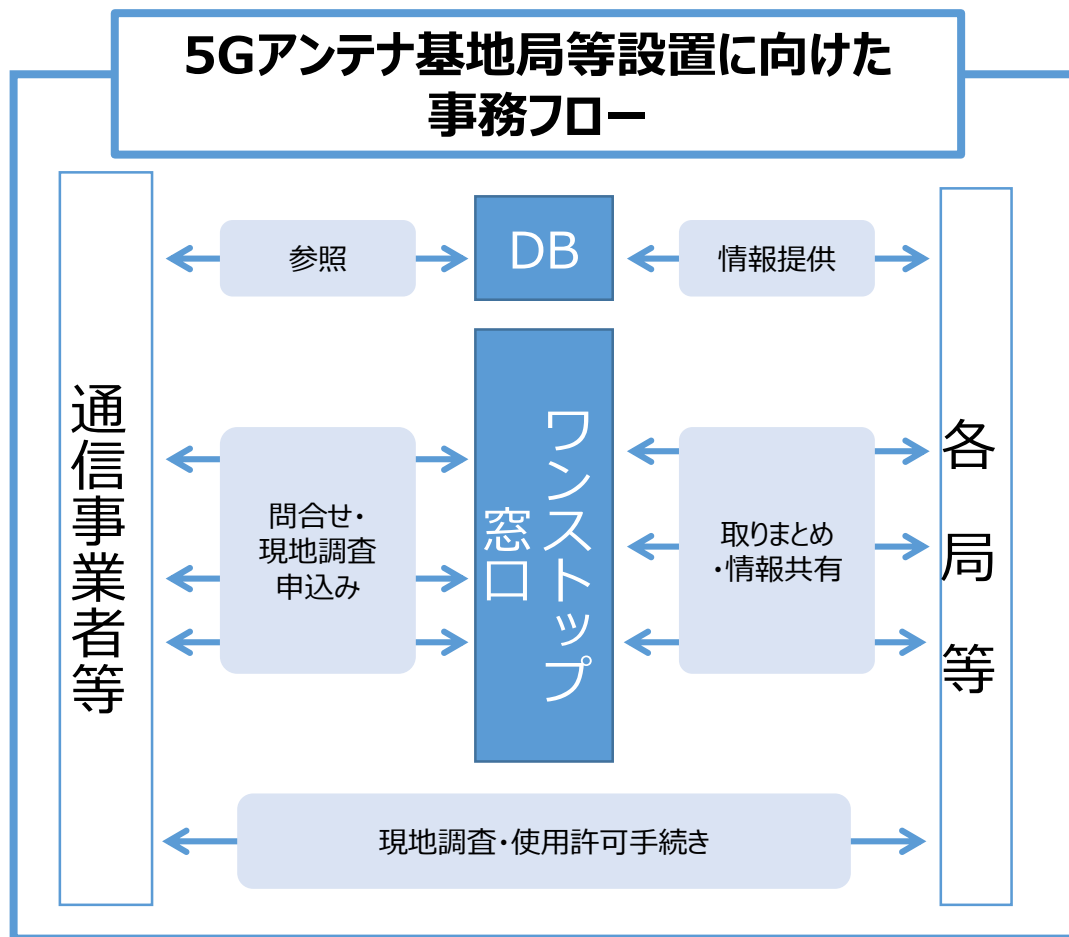 5Gアンテナ基地局等設置に向けた
事務フロー
通信事業者等
参照
DB
情報提供
各局等
問合せ・
現地調査
申込み
ワンストップ
窓口
取りまとめ
・情報共有
現地調査・使用許可手続き